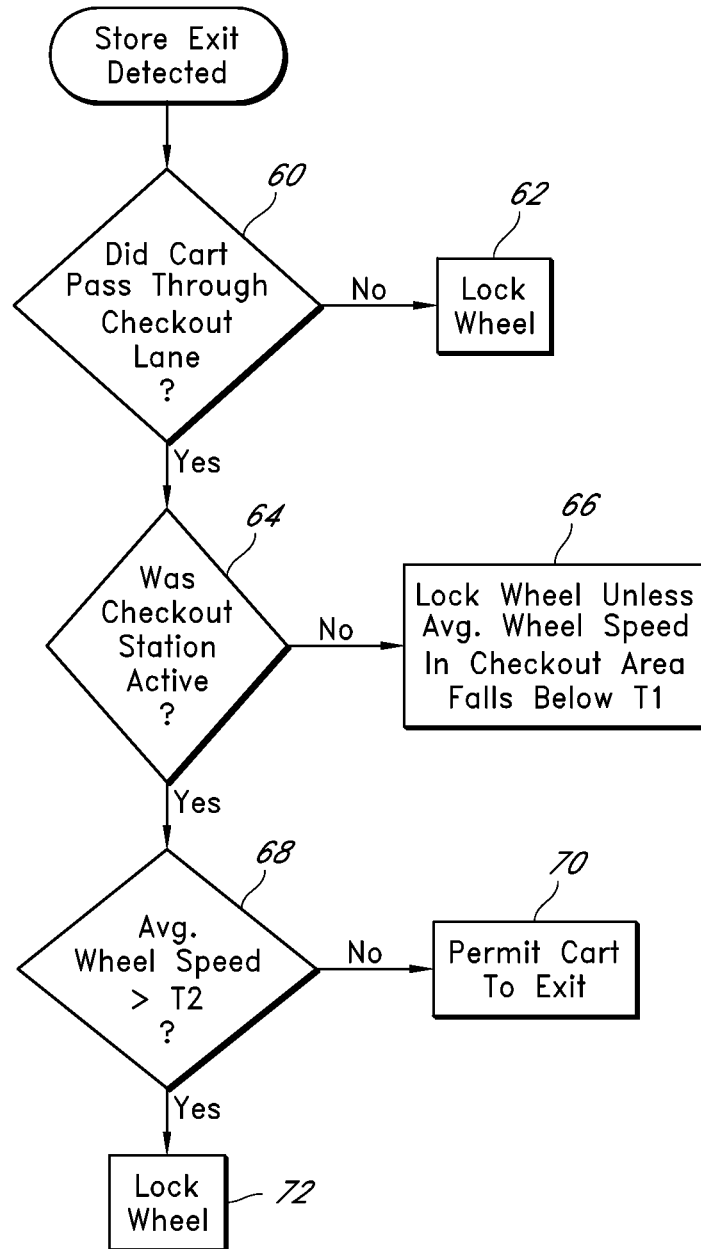 Store Exit
Detected
60
Did Cart
Pass Through
Checkout
Lane
?
No
62
Lock
Wheel
Yes
64
Was
Checkout
Station
Active
?
No
66
Lock Wheel Unless
Avg. Wheel Speed
In Checkout Area
Falls Below T1
Yes
68
Avg.
Wheel Speed
> T2
?
No
70
Permit Cart
To Exit
Yes
Lock
Wheel
72